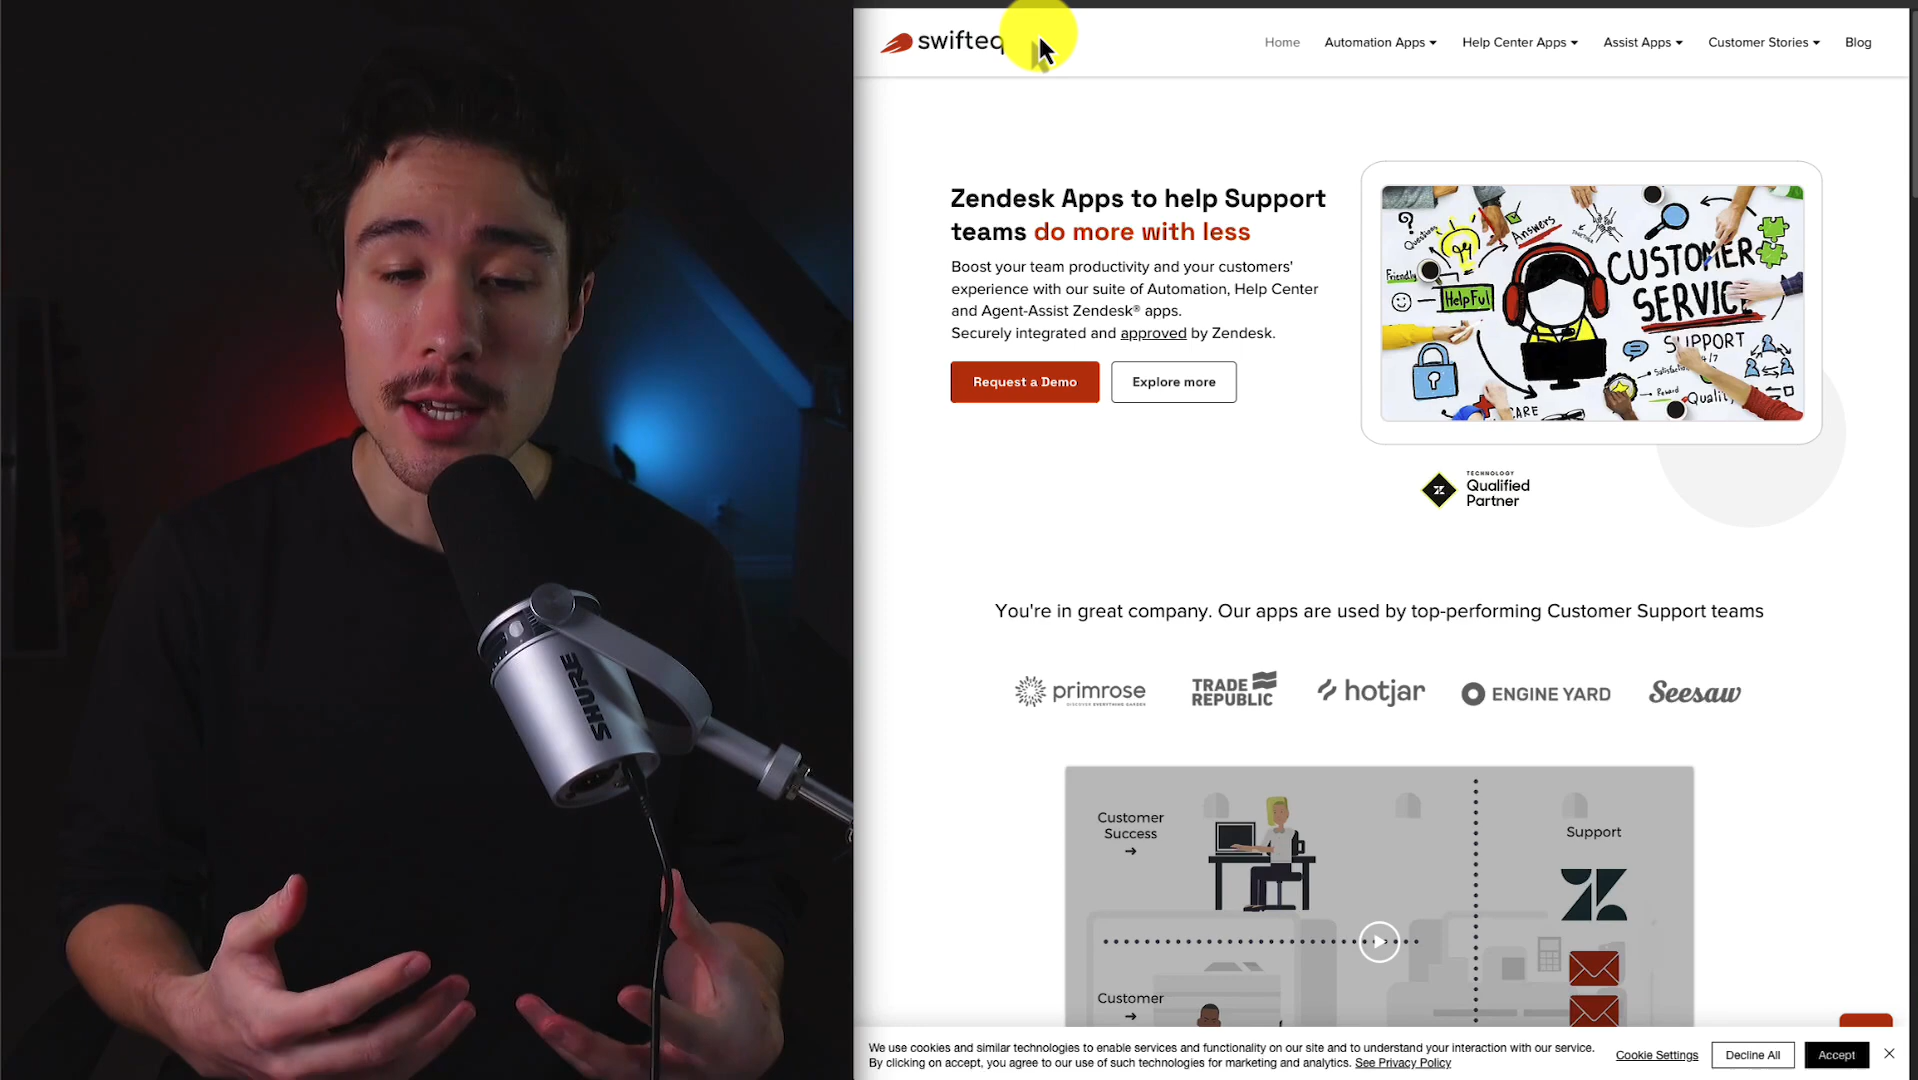 swifteq
Home
Automation Apps
Help Center Apps
Assist Apps
Customer Stories
Blog
Zendesk Apps to help Support
teams do more with less
Boost your team productivity and your customers'
experience with our suite of Automation, Help Center
and Agent-Assist Zendesk® apps.
Securely integrated and approved by Zendesk.
Request a Demo
Explore more
Questions
Answers
Friendly
HelPFul
CUSTOMER
SERVICE
SUPPORT
24/7
Satisfaction
Reward
Quality
CARE
TECHNOLOGY
Qualified
Partner
You're in great company. Our apps are used by top-performing Customer Support teams
primrose
DISCOVER EVERYTHING GARDEN
TRADE
REPUBLIC
hotjar
ENGINE YARD
Seesaw
Customer
Success
Support
Customer
SHURE
We use cookies and similar technologies to enable services and functionality on our site and to understand your interaction with our service.
By clicking on accept, you agree to our use of such technologies for marketing and analytics. See Privacy Policy
Cookie Settings
Decline All
Accept